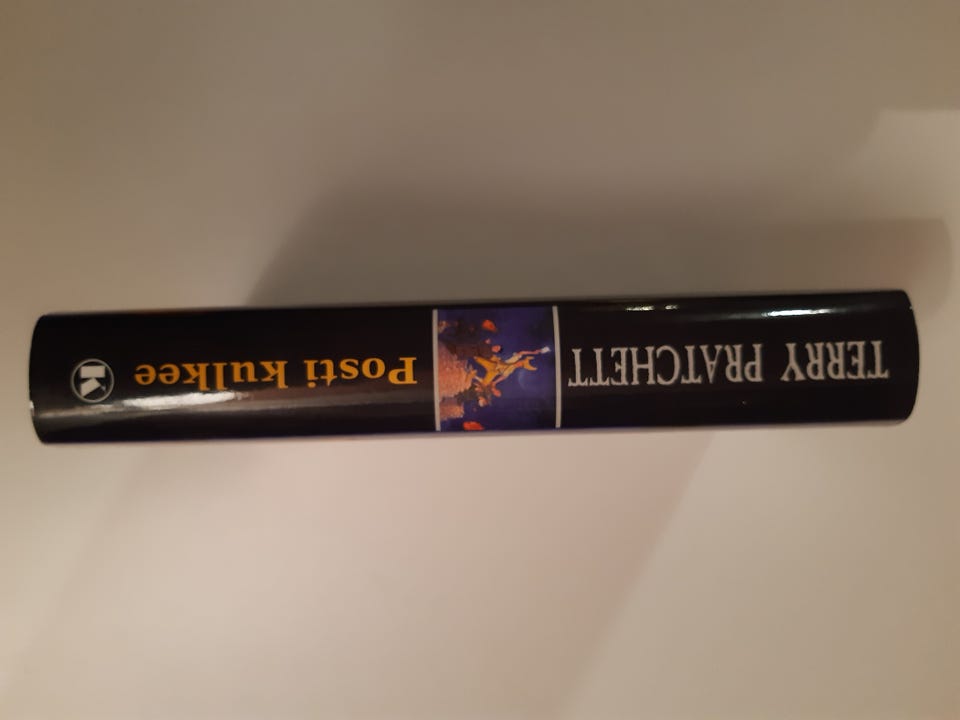 TERRY PRATCHETT
Posti kulkee
K